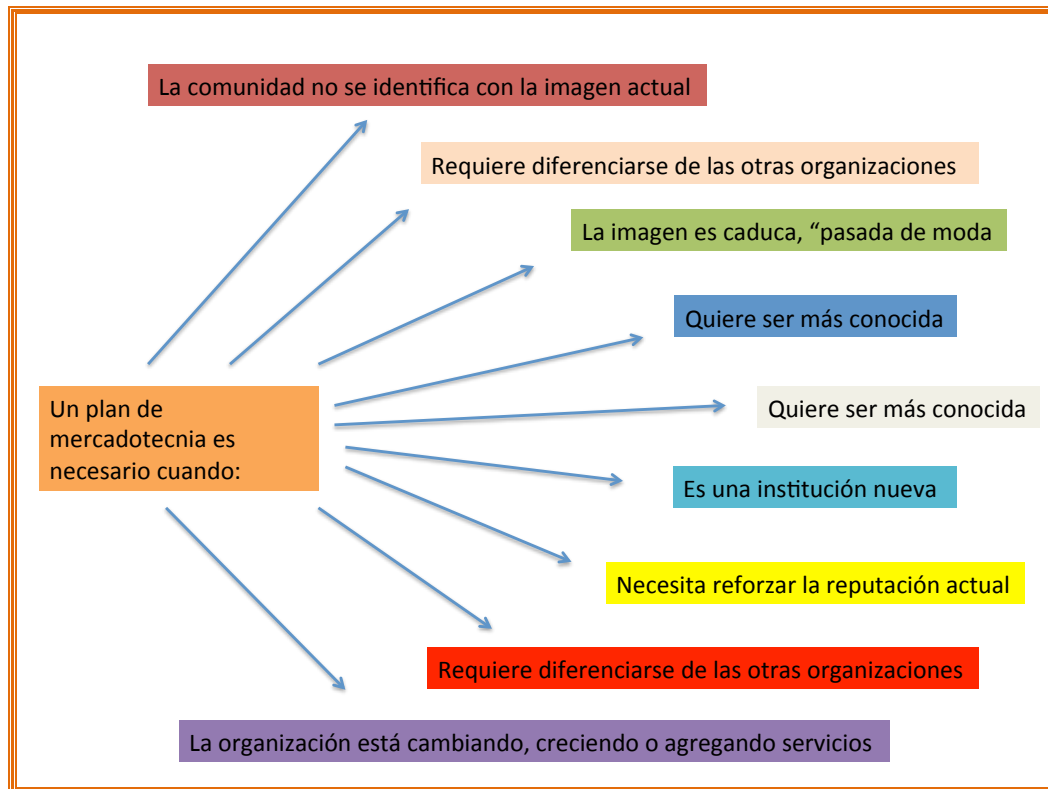 La comunidad no se identifica con la imagen actual
Requiere diferenciarse de las otras organizaciones
La imagen es caduca, “pasada de moda
Quiere ser más conocida
Quiere ser más conocida
Un plan de
mercadotecnia es
necesario cuando:
Es una institución nueva
Necesita reforzar la reputación actual
Requiere diferenciarse de las otras organizaciones
La organización está cambiando, creciendo o agregando servicios